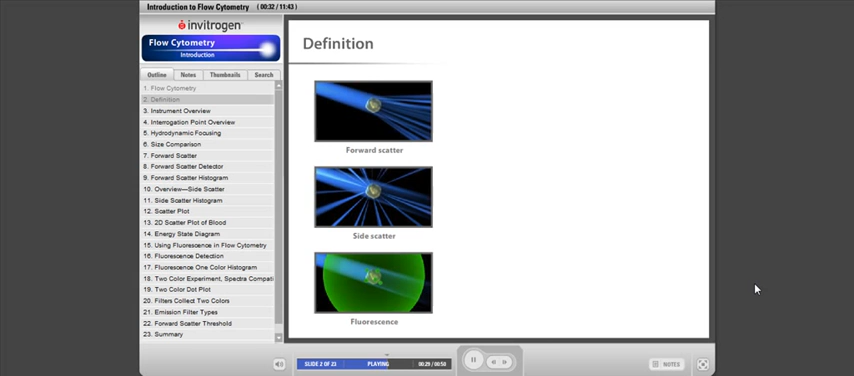 Introduction to Flow Cytometry (00:32 / 11:43)
invitrogen
Flow Cytometry
Introduction
Outline Notes Thumbnails Search
1. Flow Cytometry
2. Definition
3. Instrument Overview
4. Interrogation Point Overview
5. Hydrodynamic Focusing
6. Size Comparison
7. Forward Scatter
8. Forward Scatter Detector
9. Forward Scatter Histogram
10. Overview—Side Scatter
11. Side Scatter Histogram
12. Scatter Plot
13. 2D Scatter Plot of Blood
14. Energy State Diagram
15. Using Fluorescence in Flow Cytometry
16. Fluorescence Detection
17. Fluorescence One Color Histogram
18. Two Color Experiment, Spectra Compati
19. Two Color Dot Plot
20. Filters Collect Two Colors
21. Emission Filter Types
22. Forward Scatter Threshold
23. Summary
Definition
Forward scatter
Side scatter
Fluorescence
SLIDE 2 OF 23 PLAYING 00:29 / 00:50
NOTES